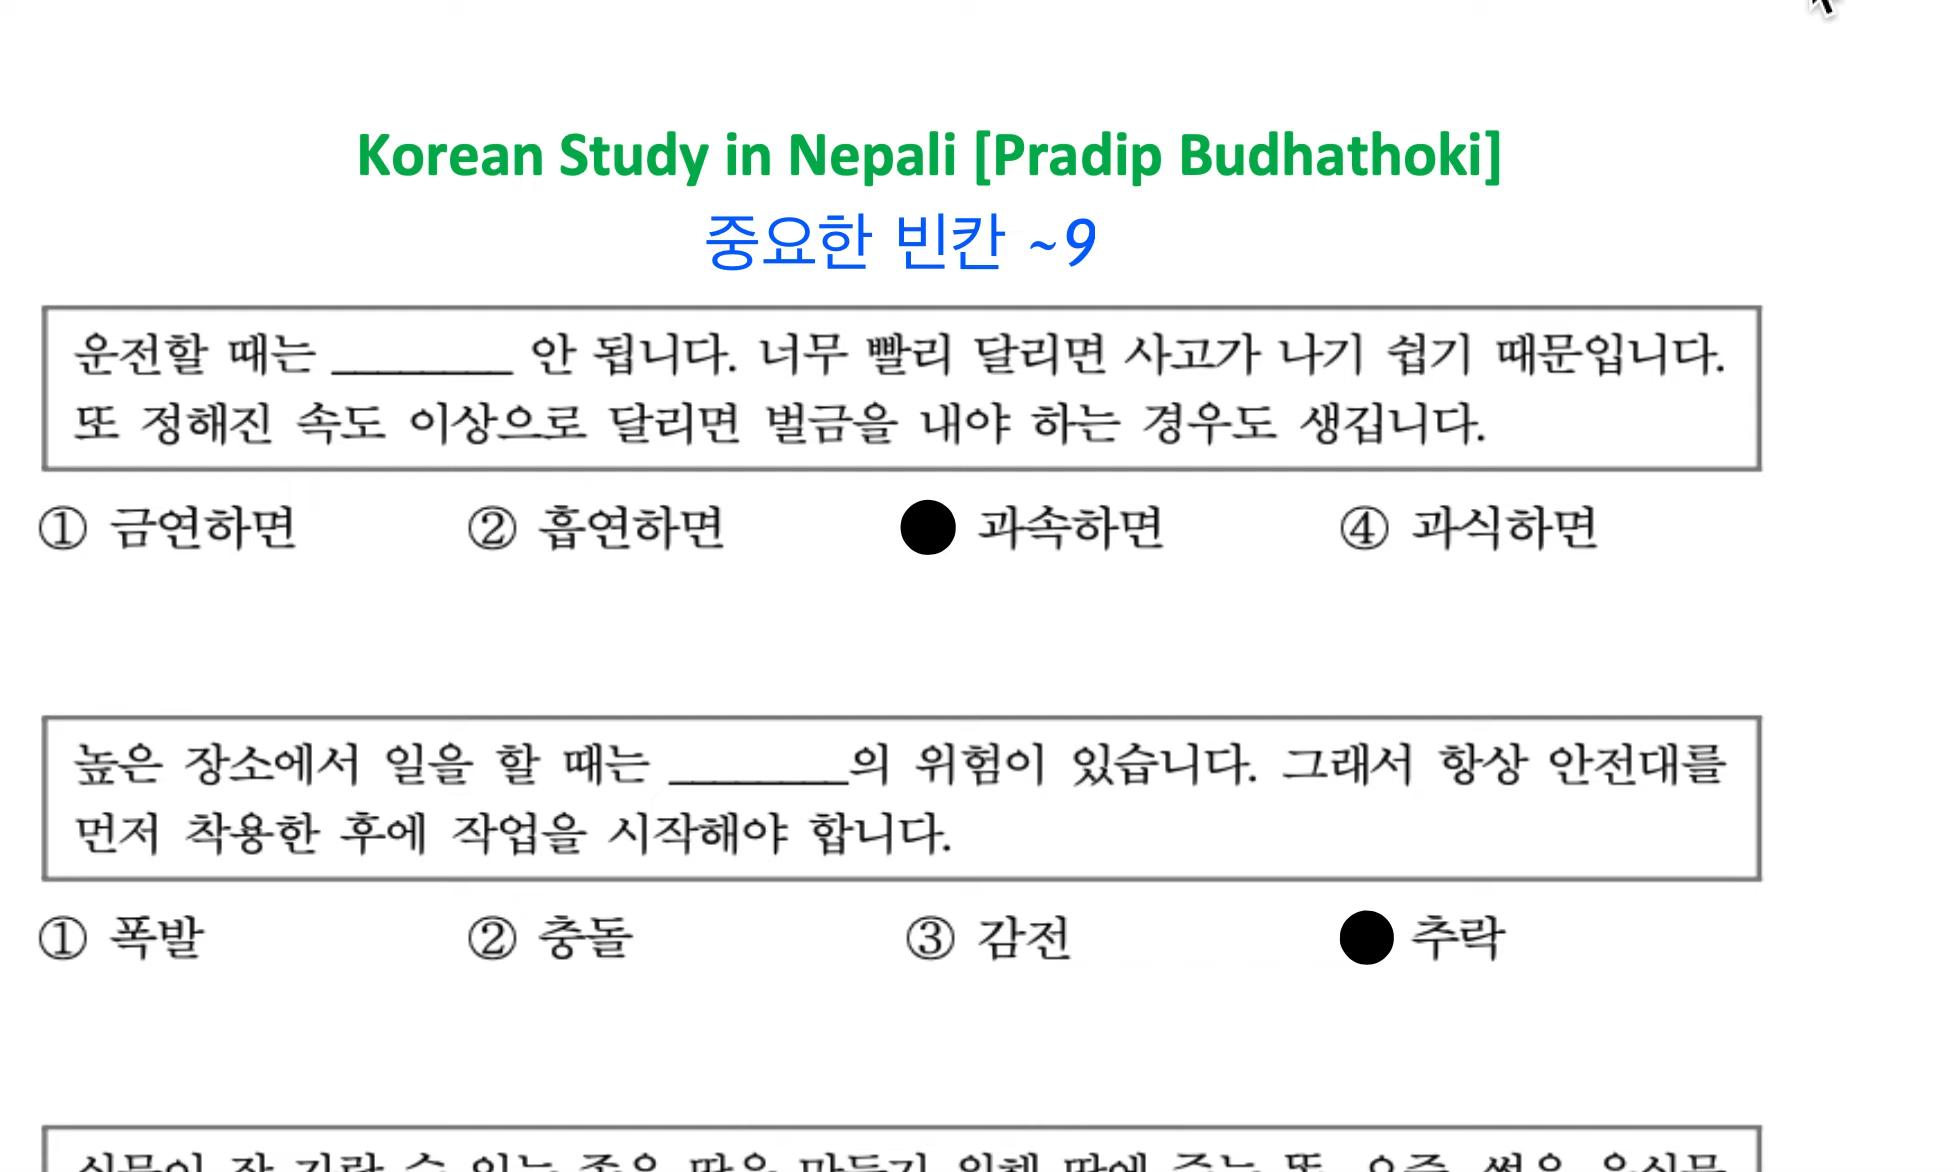 Korean Study in Nepali [Pradip Budhathoki]
중요한 빈칸 ~9
운전할 때는 ________ 안 됩니다. 너무 빨리 달리면 사고가 나기 쉽기 때문입니다.
또 정해진 속도 이상으로 달리면 벌금을 내야 하는 경우도 생깁니다.
① 금연하면 ② 흡연하면 ● 과속하면 ④ 과식하면
높은 장소에서 일을 할 때는 ________의 위험이 있습니다. 그래서 항상 안전대를
먼저 착용한 후에 작업을 시작해야 합니다.
① 폭발 ② 충돌 ③ 감전 ● 추락